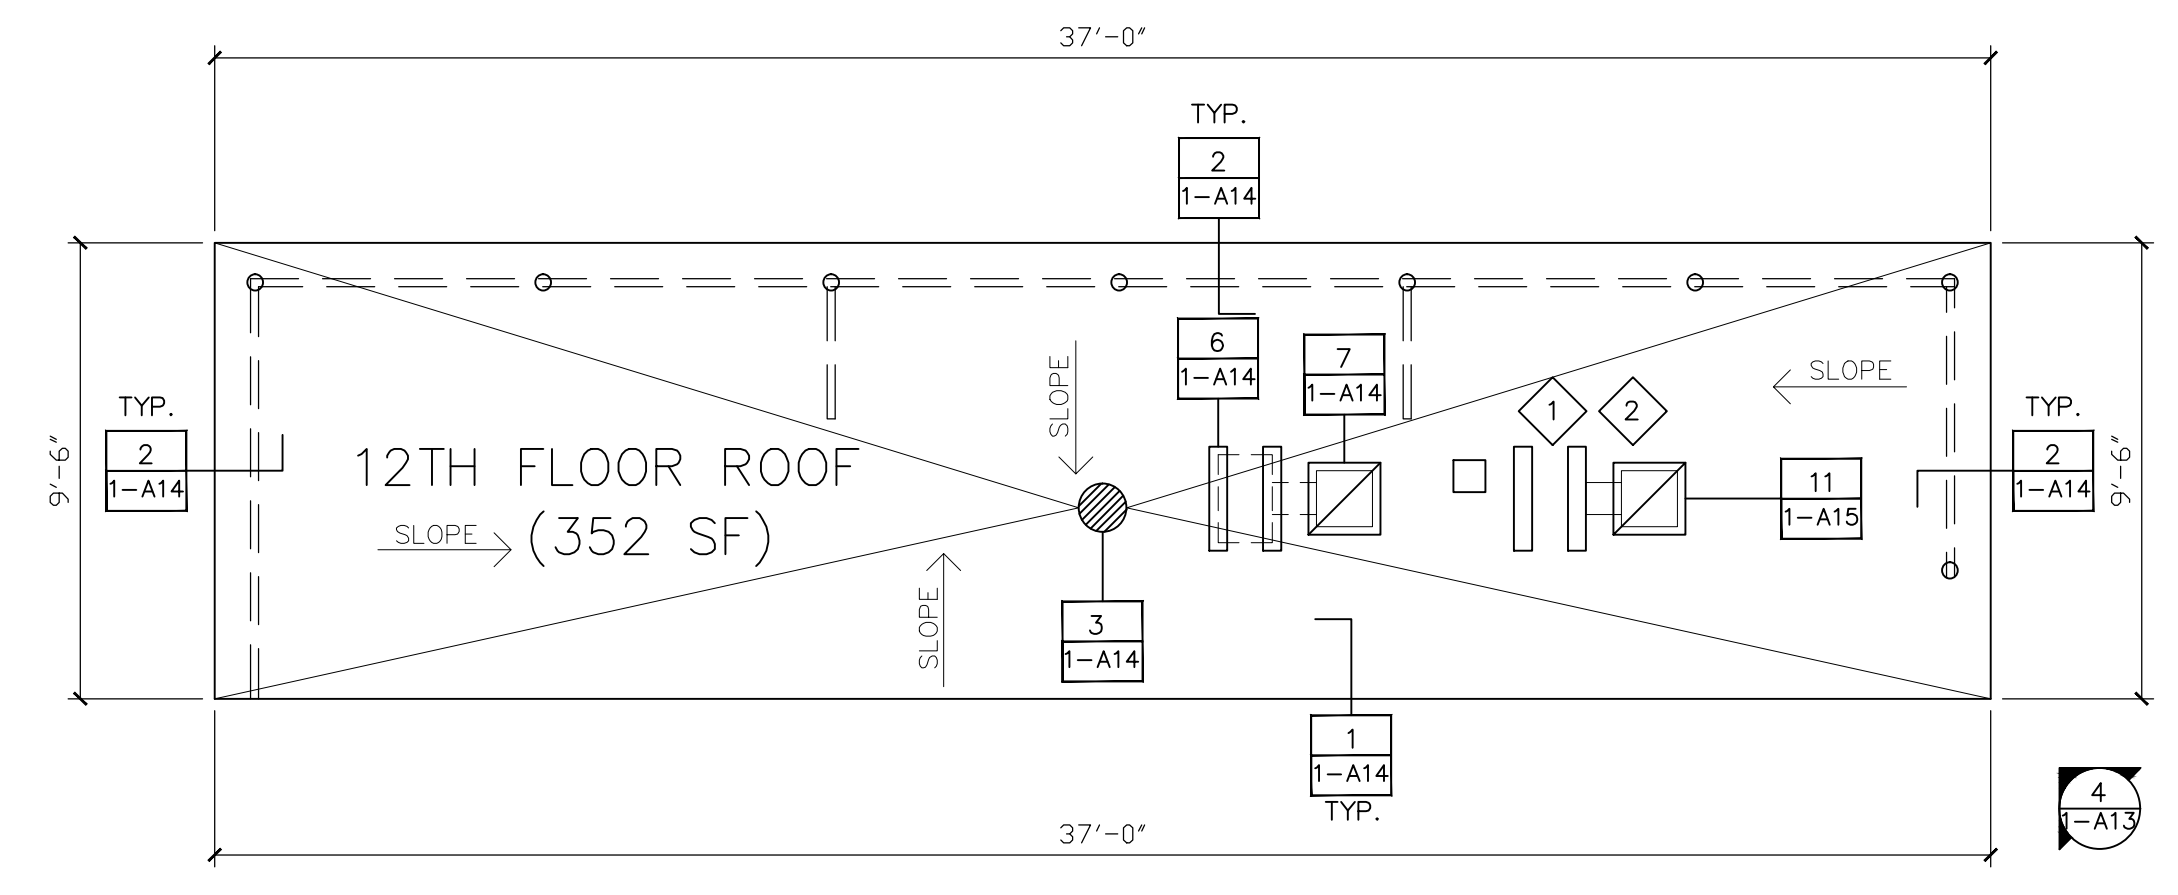 37'-0"
TYP.
2
1-A14
6
1-A14
7
1-A14
SLOPE
SLOPE
1
2
TYP.
2
1-A14
9'-6"
12TH FLOOR ROOF
(352 SF)
SLOPE
11
1-A15
TYP.
2
1-A14
9'-6"
SLOPE
3
1-A14
1
1-A14
TYP.
4
1-A13
37'-0"